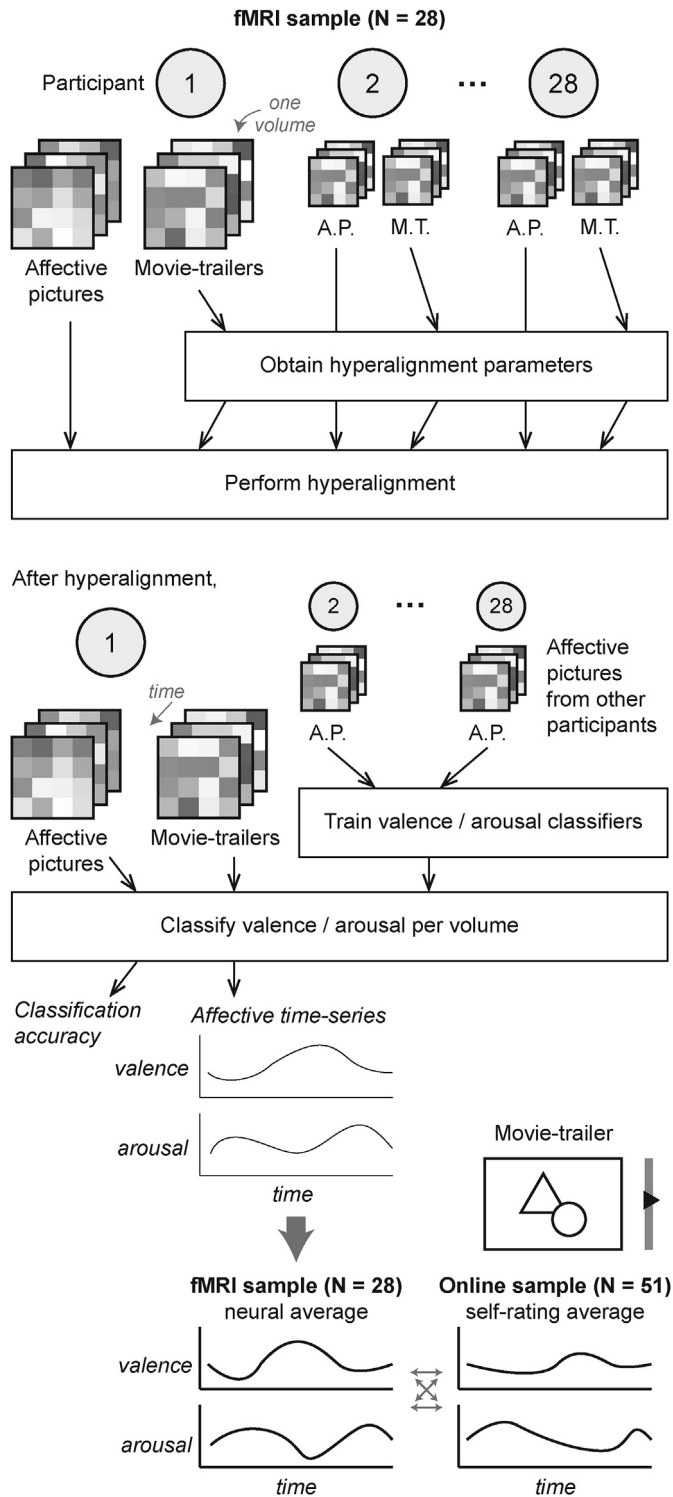 fMRI sample (N = 28)
Participant 1 2 ... 28
one
volume
A.P. M.T. A.P. M.T.
Affective
pictures
Movie-trailers
Obtain hyperalignment parameters
Perform hyperalignment
After hyperalignment,
1
2 ... 28
time
Affective
pictures
from other
participants
A.P. A.P.
Affective
pictures
Movie-trailers
Train valence / arousal classifiers
Classify valence / arousal per volume
Classification
accuracy
Affective time-series
valence
arousal
time
Movie-trailer
fMRI sample (N = 28)
neural average
Online sample (N = 51)
self-rating average
valence
arousal
time
time